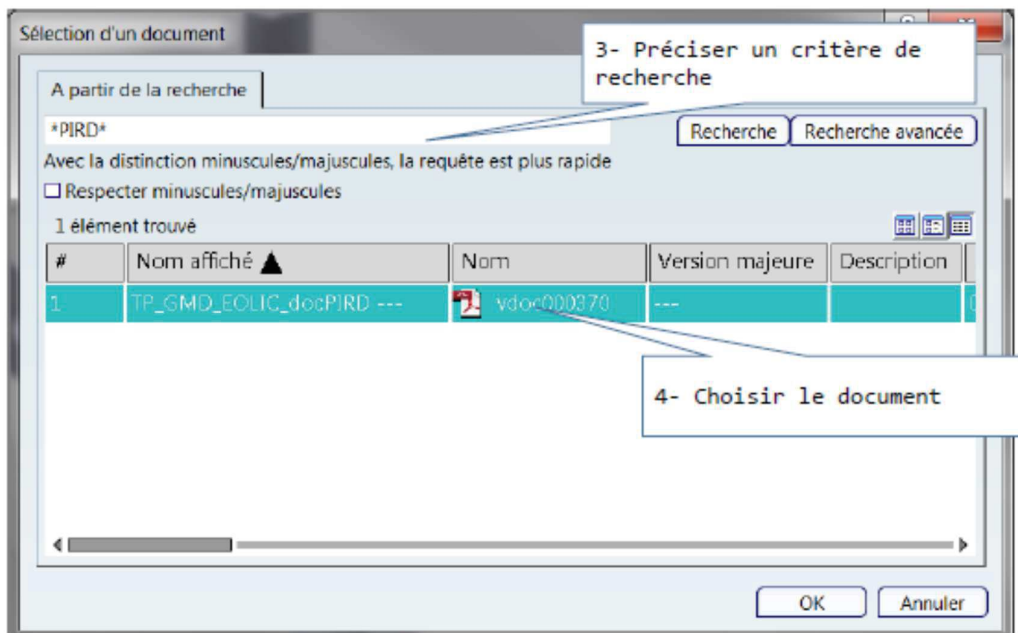 Sélection d'un document
3- Préciser un critère de
recherche
A partir de la recherche
*PIRD*
Recherche
Recherche avancée
Avec la distinction minuscules/majuscules, la requête est plus rapide
Respecter minuscules/majuscules
1 élément trouvé
# Nom affiché Nom Version majeure Description
1 TP_GMD_EOLIC_docPIRD --- vdoc000370 ---
4- Choisir le document
OK Annuler